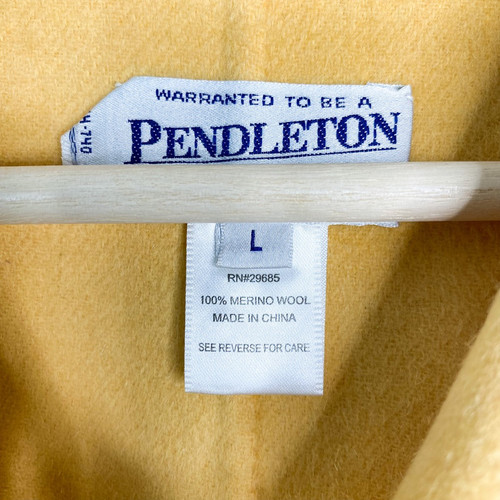 WARRANTED TO BE A
PENDLETON
L
RN#29685
100% MERINO WOOL
MADE IN CHINA
SEE REVERSE FOR CARE